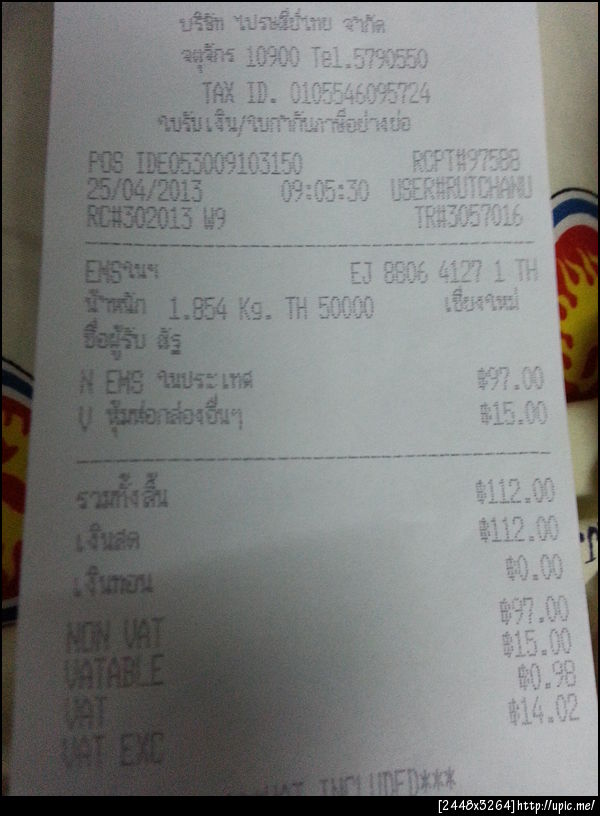 บริษัท ไปรษณีย์ไทย จำกัด
จตุจักร 10900 Tel.5790550
TAX ID. 0105546095724
ใบรับเงิน/ใบกำกับภาษีอย่างย่อ
POS IDE053009103150 RCPT#97588
25/04/2013 09:05:30 USER#RUTCHANU
RC#302013 W9 TR#3057016
EMSในฯ EJ 8806 4127 1 TH
น้ำหนัก 1.854 Kg. TH 50000 เชียงใหม่
ชื่อผู้รับ สัฐ
N EMS ในประเทศ ฿97.00
V หุ้มห่อกล่องอื่นๆ ฿15.00
รวมทั้งสิ้น ฿112.00
เงินสด ฿112.00
เงินทอน ฿0.00
NON VAT ฿97.00
VATABLE ฿15.00
VAT ฿0.98
VAT EXC ฿14.02
VAT INCLUDED***
[2448x3264]http://upic.me/